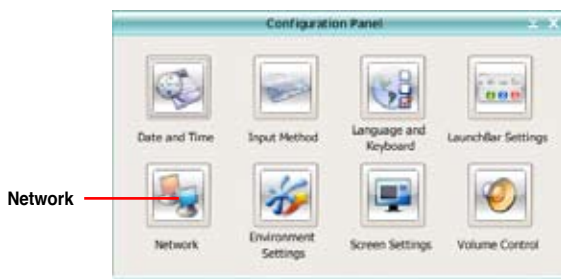 Configuration Panel
Date and Time
Input Method
Language and
Keyboard
LaunchBar Settings
Network
Network
Environment
Settings
Screen Settings
Volume Control